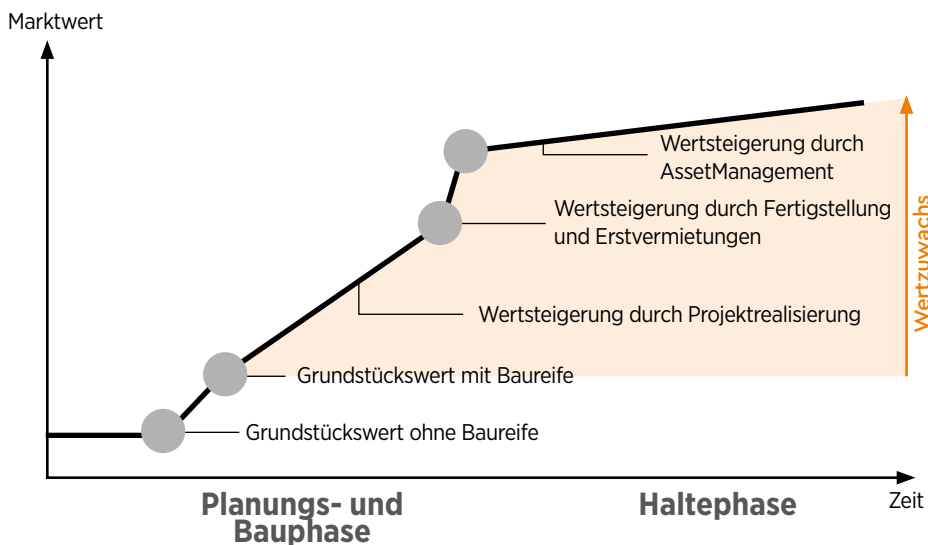 Marktwert
Wertsteigerung durch
AssetManagement
Wertsteigerung durch Fertigstellung
und Erstvermietungen
Wertzuwachs
Wertsteigerung durch Projektrealisierung
Grundstückswert mit Baureife
Grundstückswert ohne Baureife
Planungs- und
Bauphase
Haltephase
Zeit